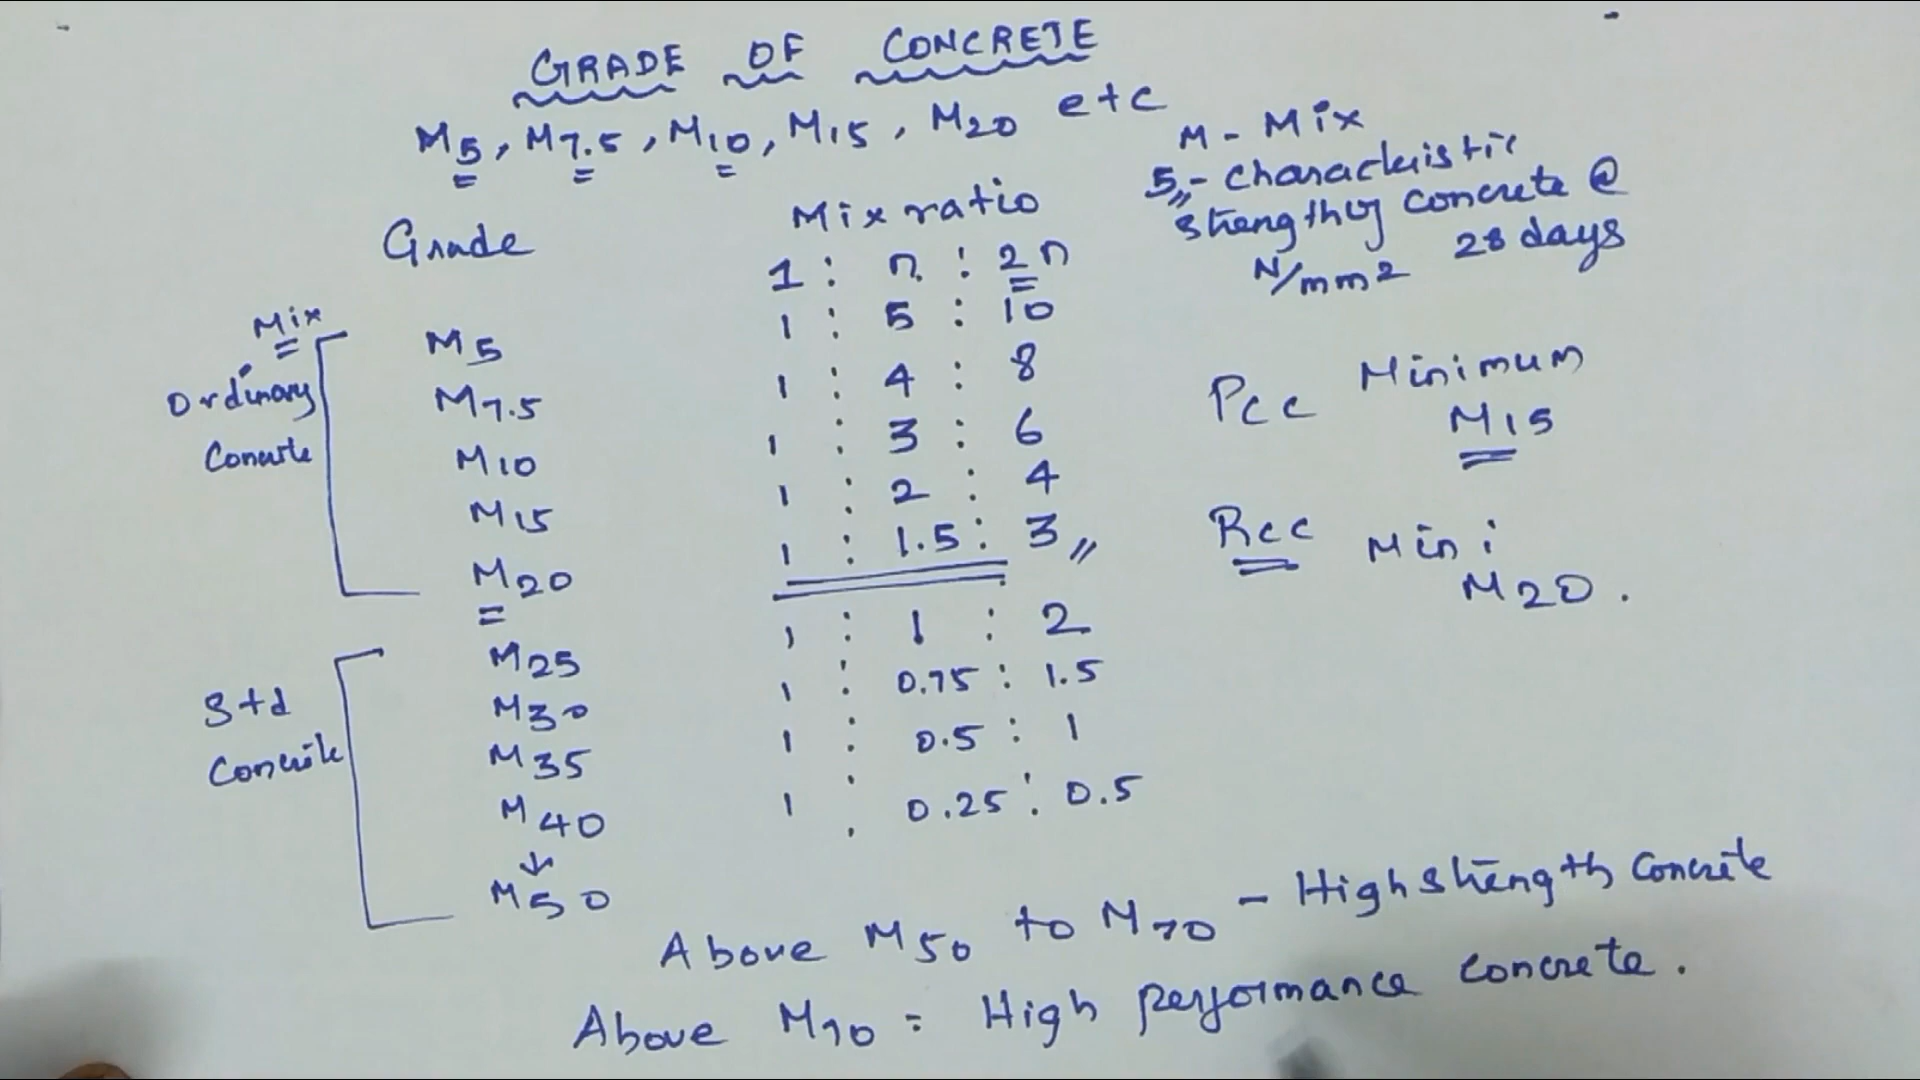 GRADE OF CONCRETE
M5, M7.5, M10, M15, M20 etc
M - Mix
5,, - Characteristic
strength of concrete @
N/mm2 28 days
Grade
Mix ratio
1 : n : 2n
Mix
Ordinary
Concrete
M5 1 : 5 : 10
M7.5 1 : 4 : 8
M10 1 : 3 : 6
M15 1 : 2 : 4
M20 1 : 1.5 : 3,,
Pcc Minimum
M15
Rcc Mini
M20.
Std
Concrete
M25 1 : 1 : 2
M30 1 : 0.75 : 1.5
M35 1 : 0.5 : 1
M40 1 : 0.25 : 0.5
↓
M50
Above M50 to M70 - High strength Concrete
Above M70 = High performance concrete.